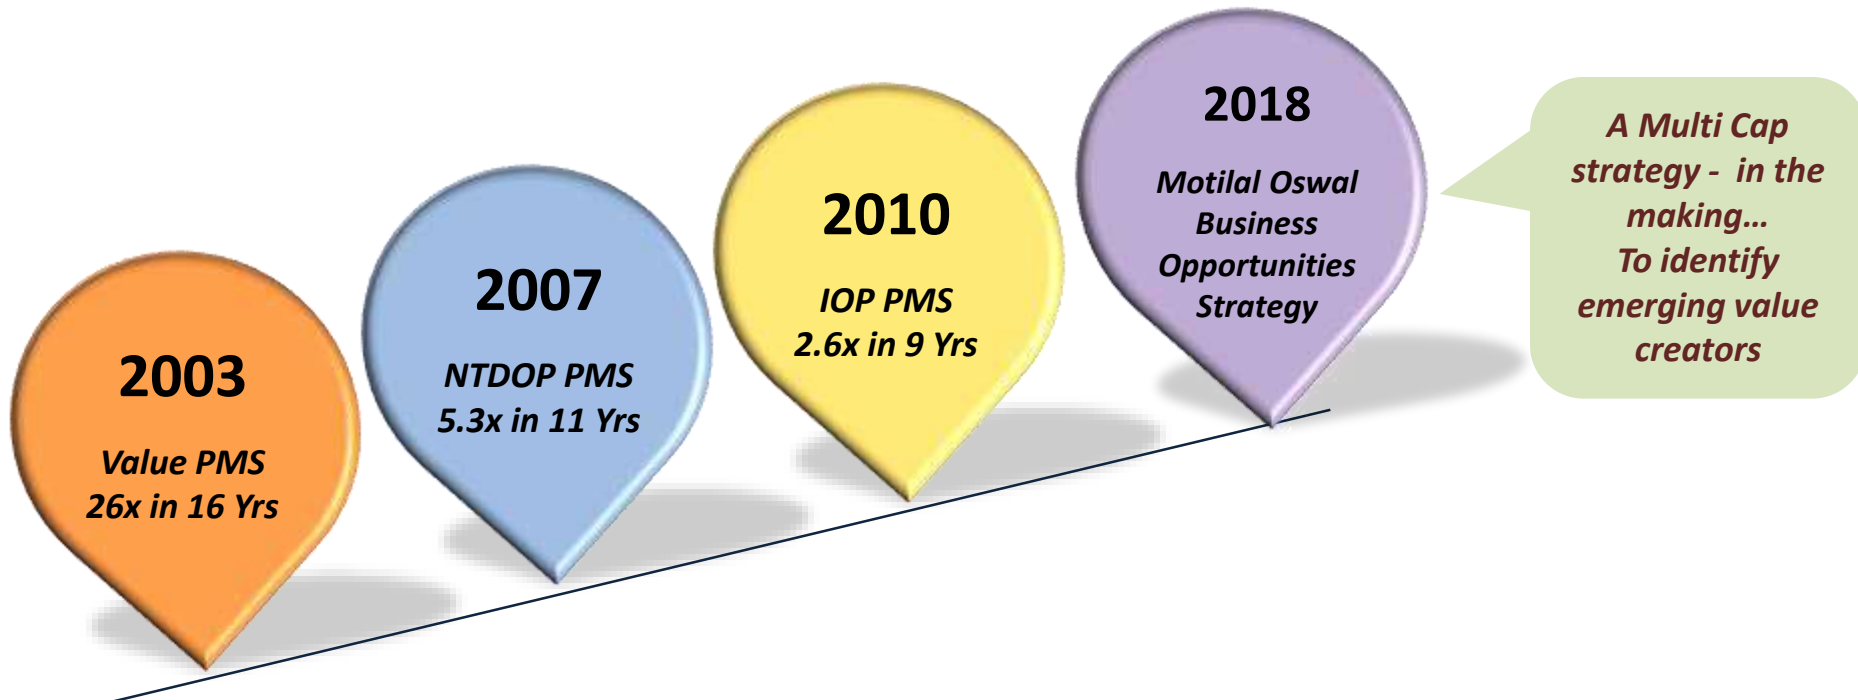 2003
Value PMS
26x in 16 Yrs
2007
NTDOP PMS
5.3x in 11 Yrs
2010
IOP PMS
2.6x in 9 Yrs
2018
Motilal Oswal
Business
Opportunities
Strategy
A Multi Cap
strategy - in the
making...
To identify
emerging value
creators